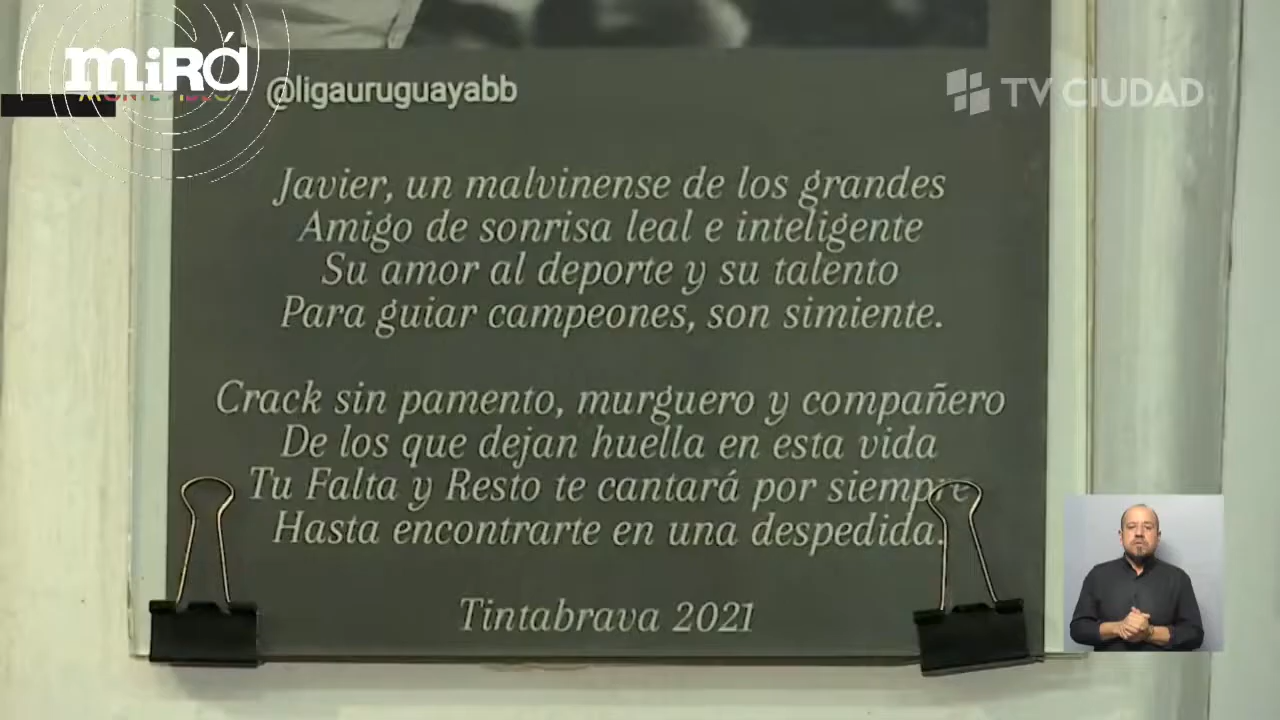 mirá
MONTEVIDEO
@ligauruguayabb
TV CIUDAD
Javier, un malvinense de los grandes
Amigo de sonrisa leal e inteligente
Su amor al deporte y su talento
Para guiar campeones, son simiente.
Crack sin pamento, murguero y compañero
De los que dejan huella en esta vida
Tu Falta y Resto te cantará por siempre
Hasta encontrarte en una despedida.
Tintabrava 2021